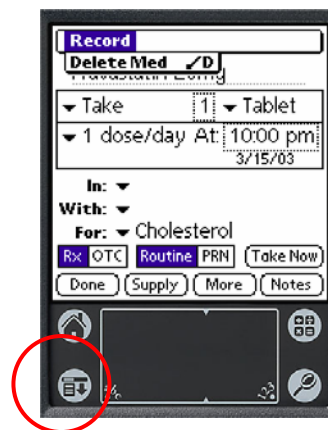 Record
Delete Med ✓D
Take 1 Tablet
1 dose/day At: 10:00 pm
3/15/03
In:
With:
For: Cholesterol
Rx OTC Routine PRN Take Now
Done Supply More Notes